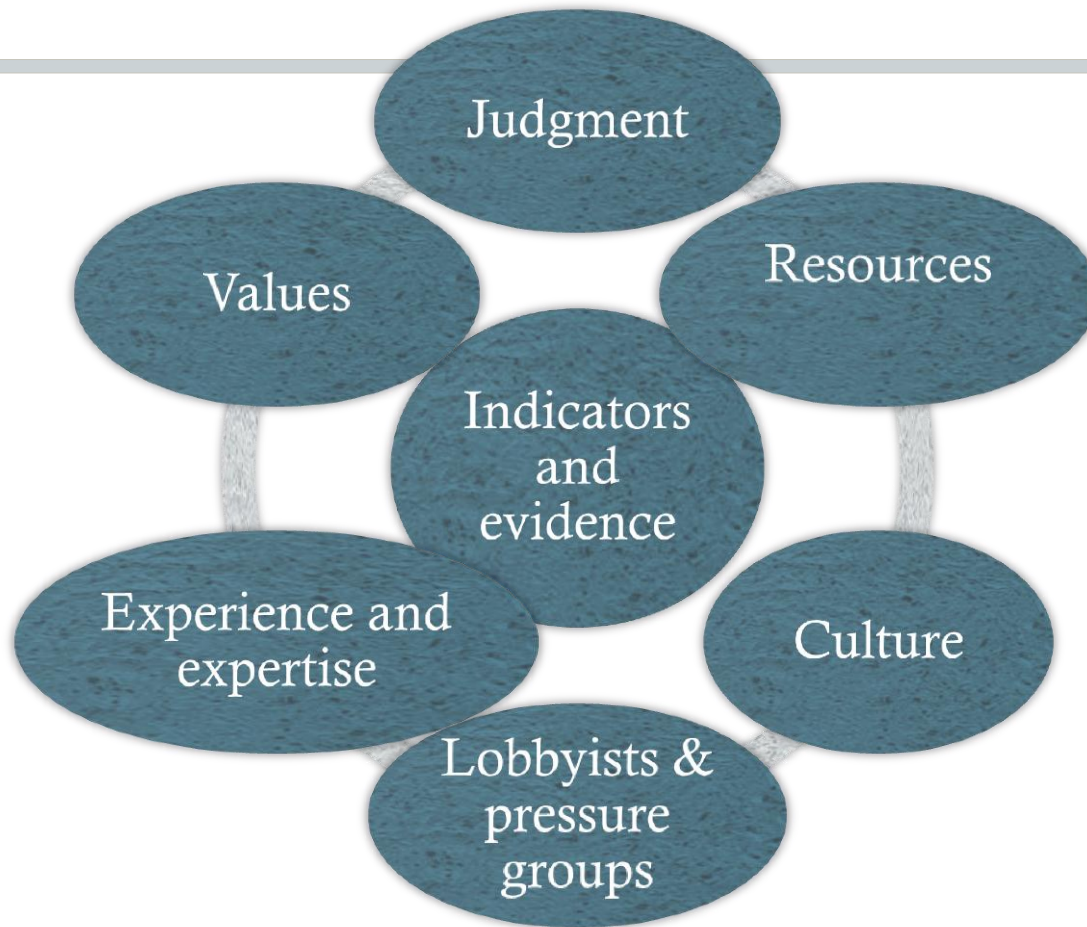 Judgment
Values
Resources
Indicators
and
evidence
Experience and
expertise
Culture
Lobbyists &
pressure
groups